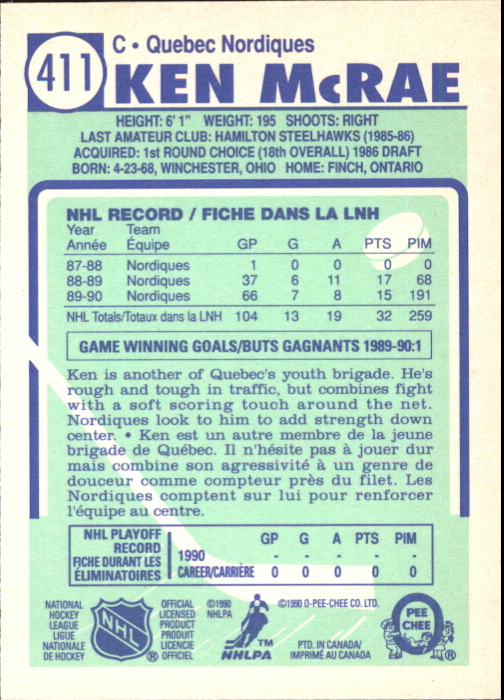 411
C • Quebec Nordiques
KEN McRAE
HEIGHT: 6' 1" WEIGHT: 195 SHOOTS: RIGHT
LAST AMATEUR CLUB: HAMILTON STEELHAWKS (1985-86)
ACQUIRED: 1st ROUND CHOICE (18th OVERALL) 1986 DRAFT
BORN: 4-23-68, WINCHESTER, OHIO HOME: FINCH, ONTARIO
NHL RECORD / FICHE DANS LA LNH
Year Team
Année Équipe GP G A PTS PIM
87-88 Nordiques 1 0 0 0 0
88-89 Nordiques 37 6 11 17 68
89-90 Nordiques 66 7 8 15 191
NHL Totals/Totaux dans la LNH 104 13 19 32 259
GAME WINNING GOALS/BUTS GAGNANTS 1989-90:1
Ken is another of Quebec's youth brigade. He's
rough and tough in traffic, but combines fight
with a soft scoring touch around the net.
Nordiques look to him to add strength down
center. • Ken est un autre membre de la jeune
brigade de Québec. Il n'hésite pas à jouer dur
mais combine son agressivité à un genre de
douceur comme compteur près du filet. Les
Nordiques comptent sur lui pour renforcer
l'équipe au centre.
NHL PLAYOFF
RECORD
FICHE DURANT LES
ÉLIMINATOIRES
GP G A PTS PIM
1990 - - - - -
CAREER/CARRIÈRE 0 0 0 0 0
NATIONAL
HOCKEY
LEAGUE
LIGUE
NATIONALE
DE HOCKEY
NHL
®
OFFICIAL
LICENSED
PRODUCT
PRODUIT
LICENCIE
OFFICIEL
©1990
NHLPA
TM
NHLPA
©1990 O-PEE-CHEE CO. LTD.
PTD. IN CANADA/
IMPRIMÉ AU CANADA
PEE
CHEE
®